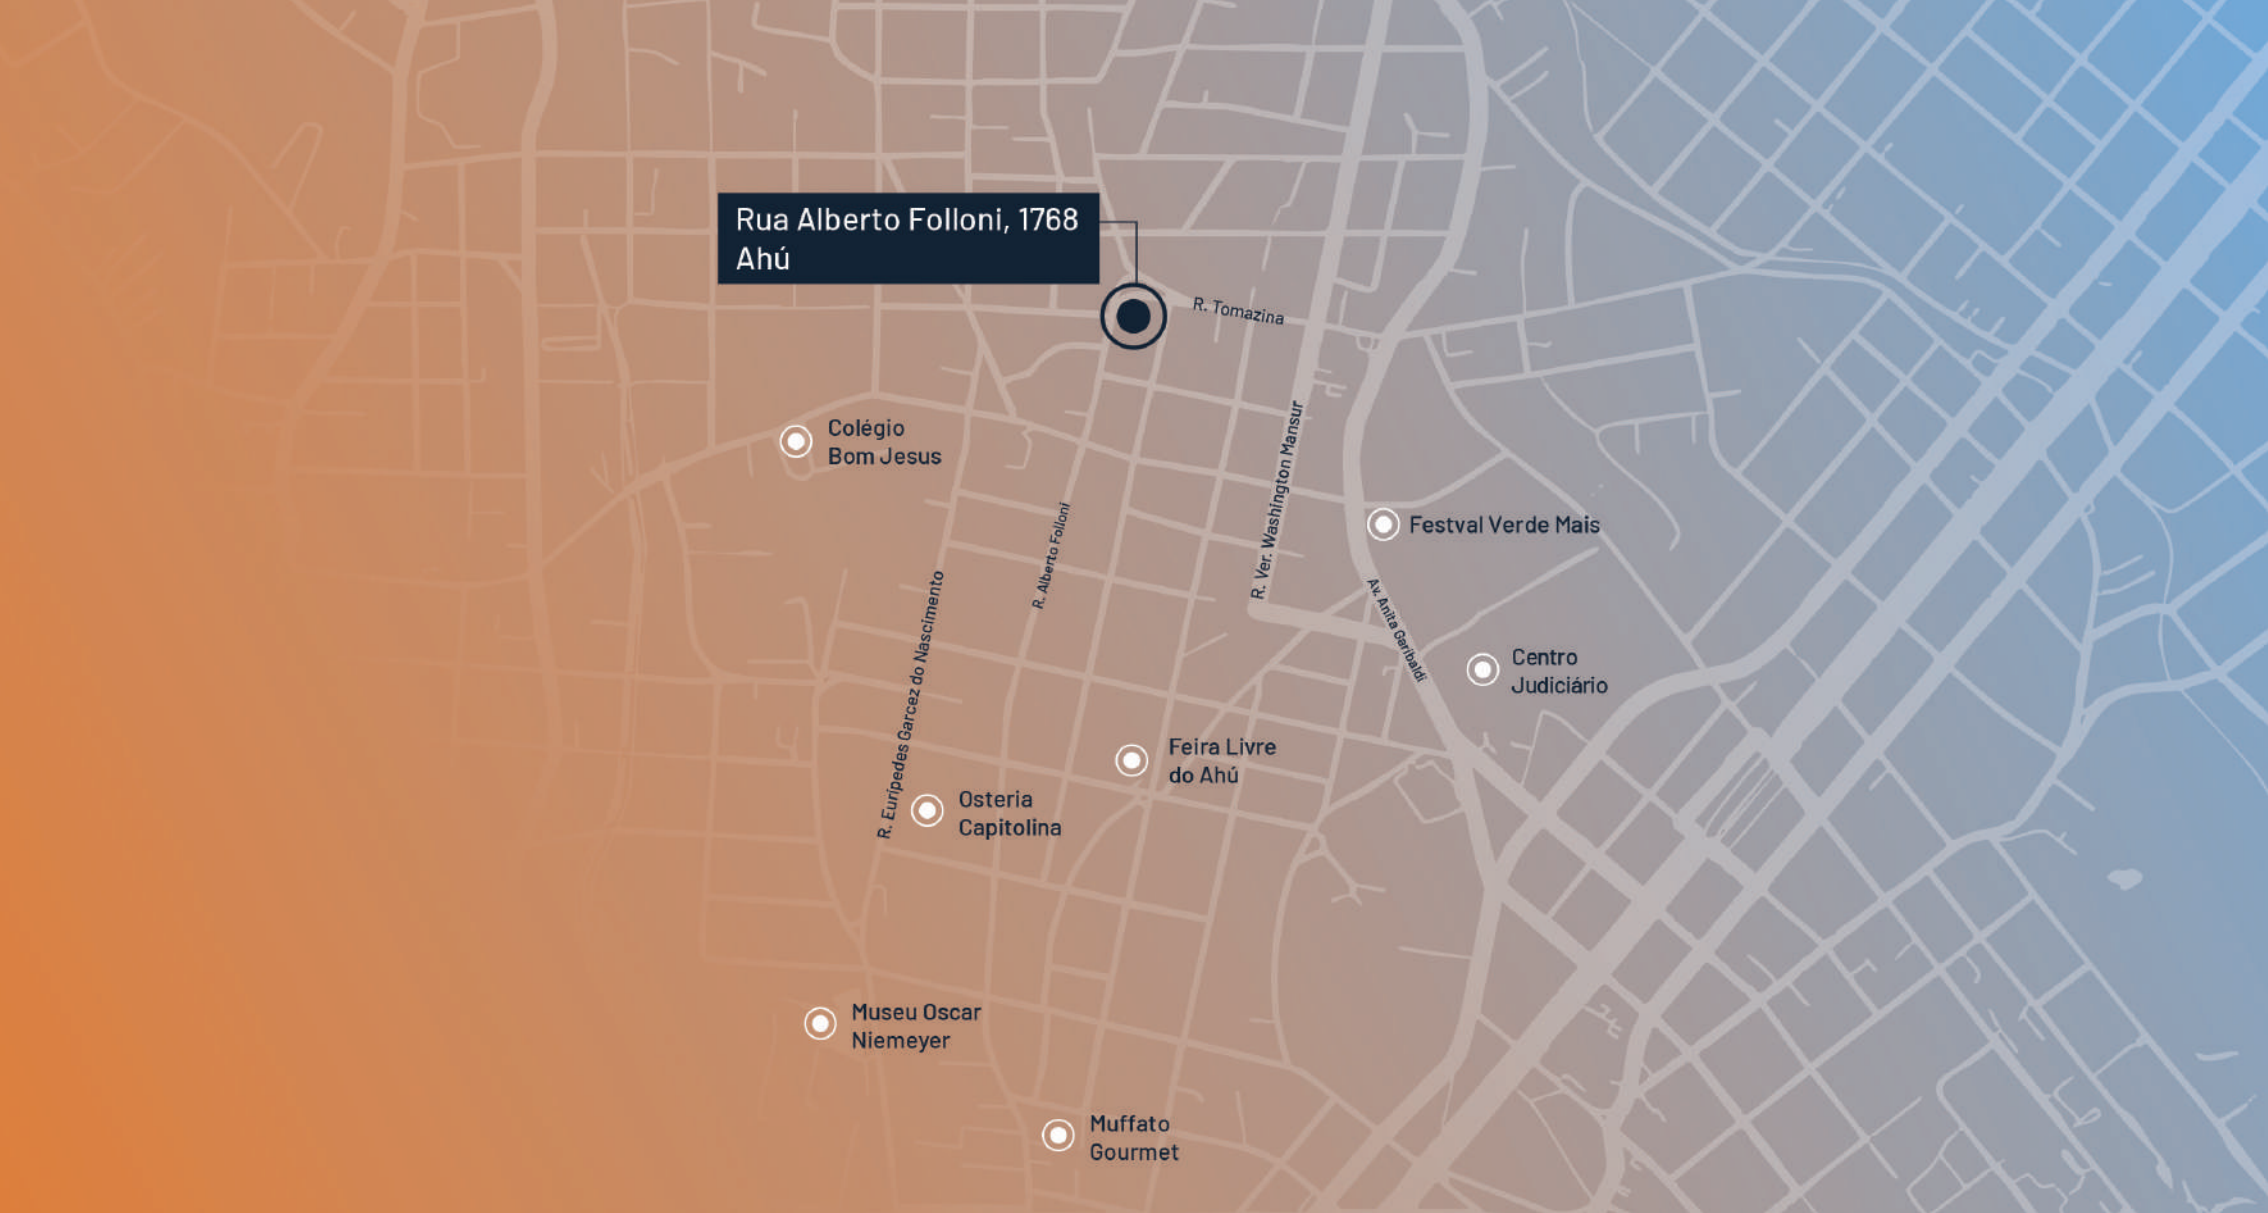 Rua Alberto Folloni, 1768
Ahú
R. Tomazina
Colégio
Bom Jesus
R. Ver. Washington Mansur
R. Alberto Folloni
Festval Verde Mais
R. Eurípedes Garcez do Nascimento
Av. Anita Garibaldi
Centro
Judiciário
Feira Livre
do Ahú
Osteria
Capitolina
Museu Oscar
Niemeyer
Muffato
Gourmet